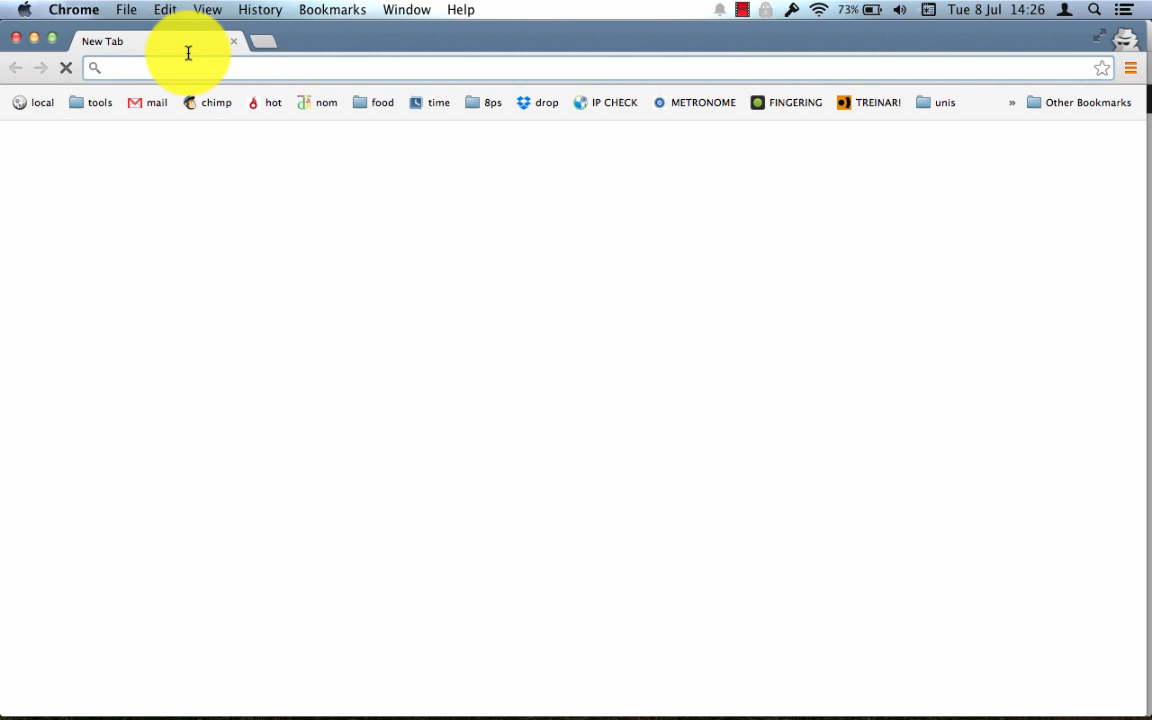 Chrome File Edit View History Bookmarks Window Help 73% Tue 8 Jul 14:26
New Tab
local tools mail chimp hot nom food time 8ps drop IP CHECK METRONOME FINGERING TREINAR! unis » Other Bookmarks